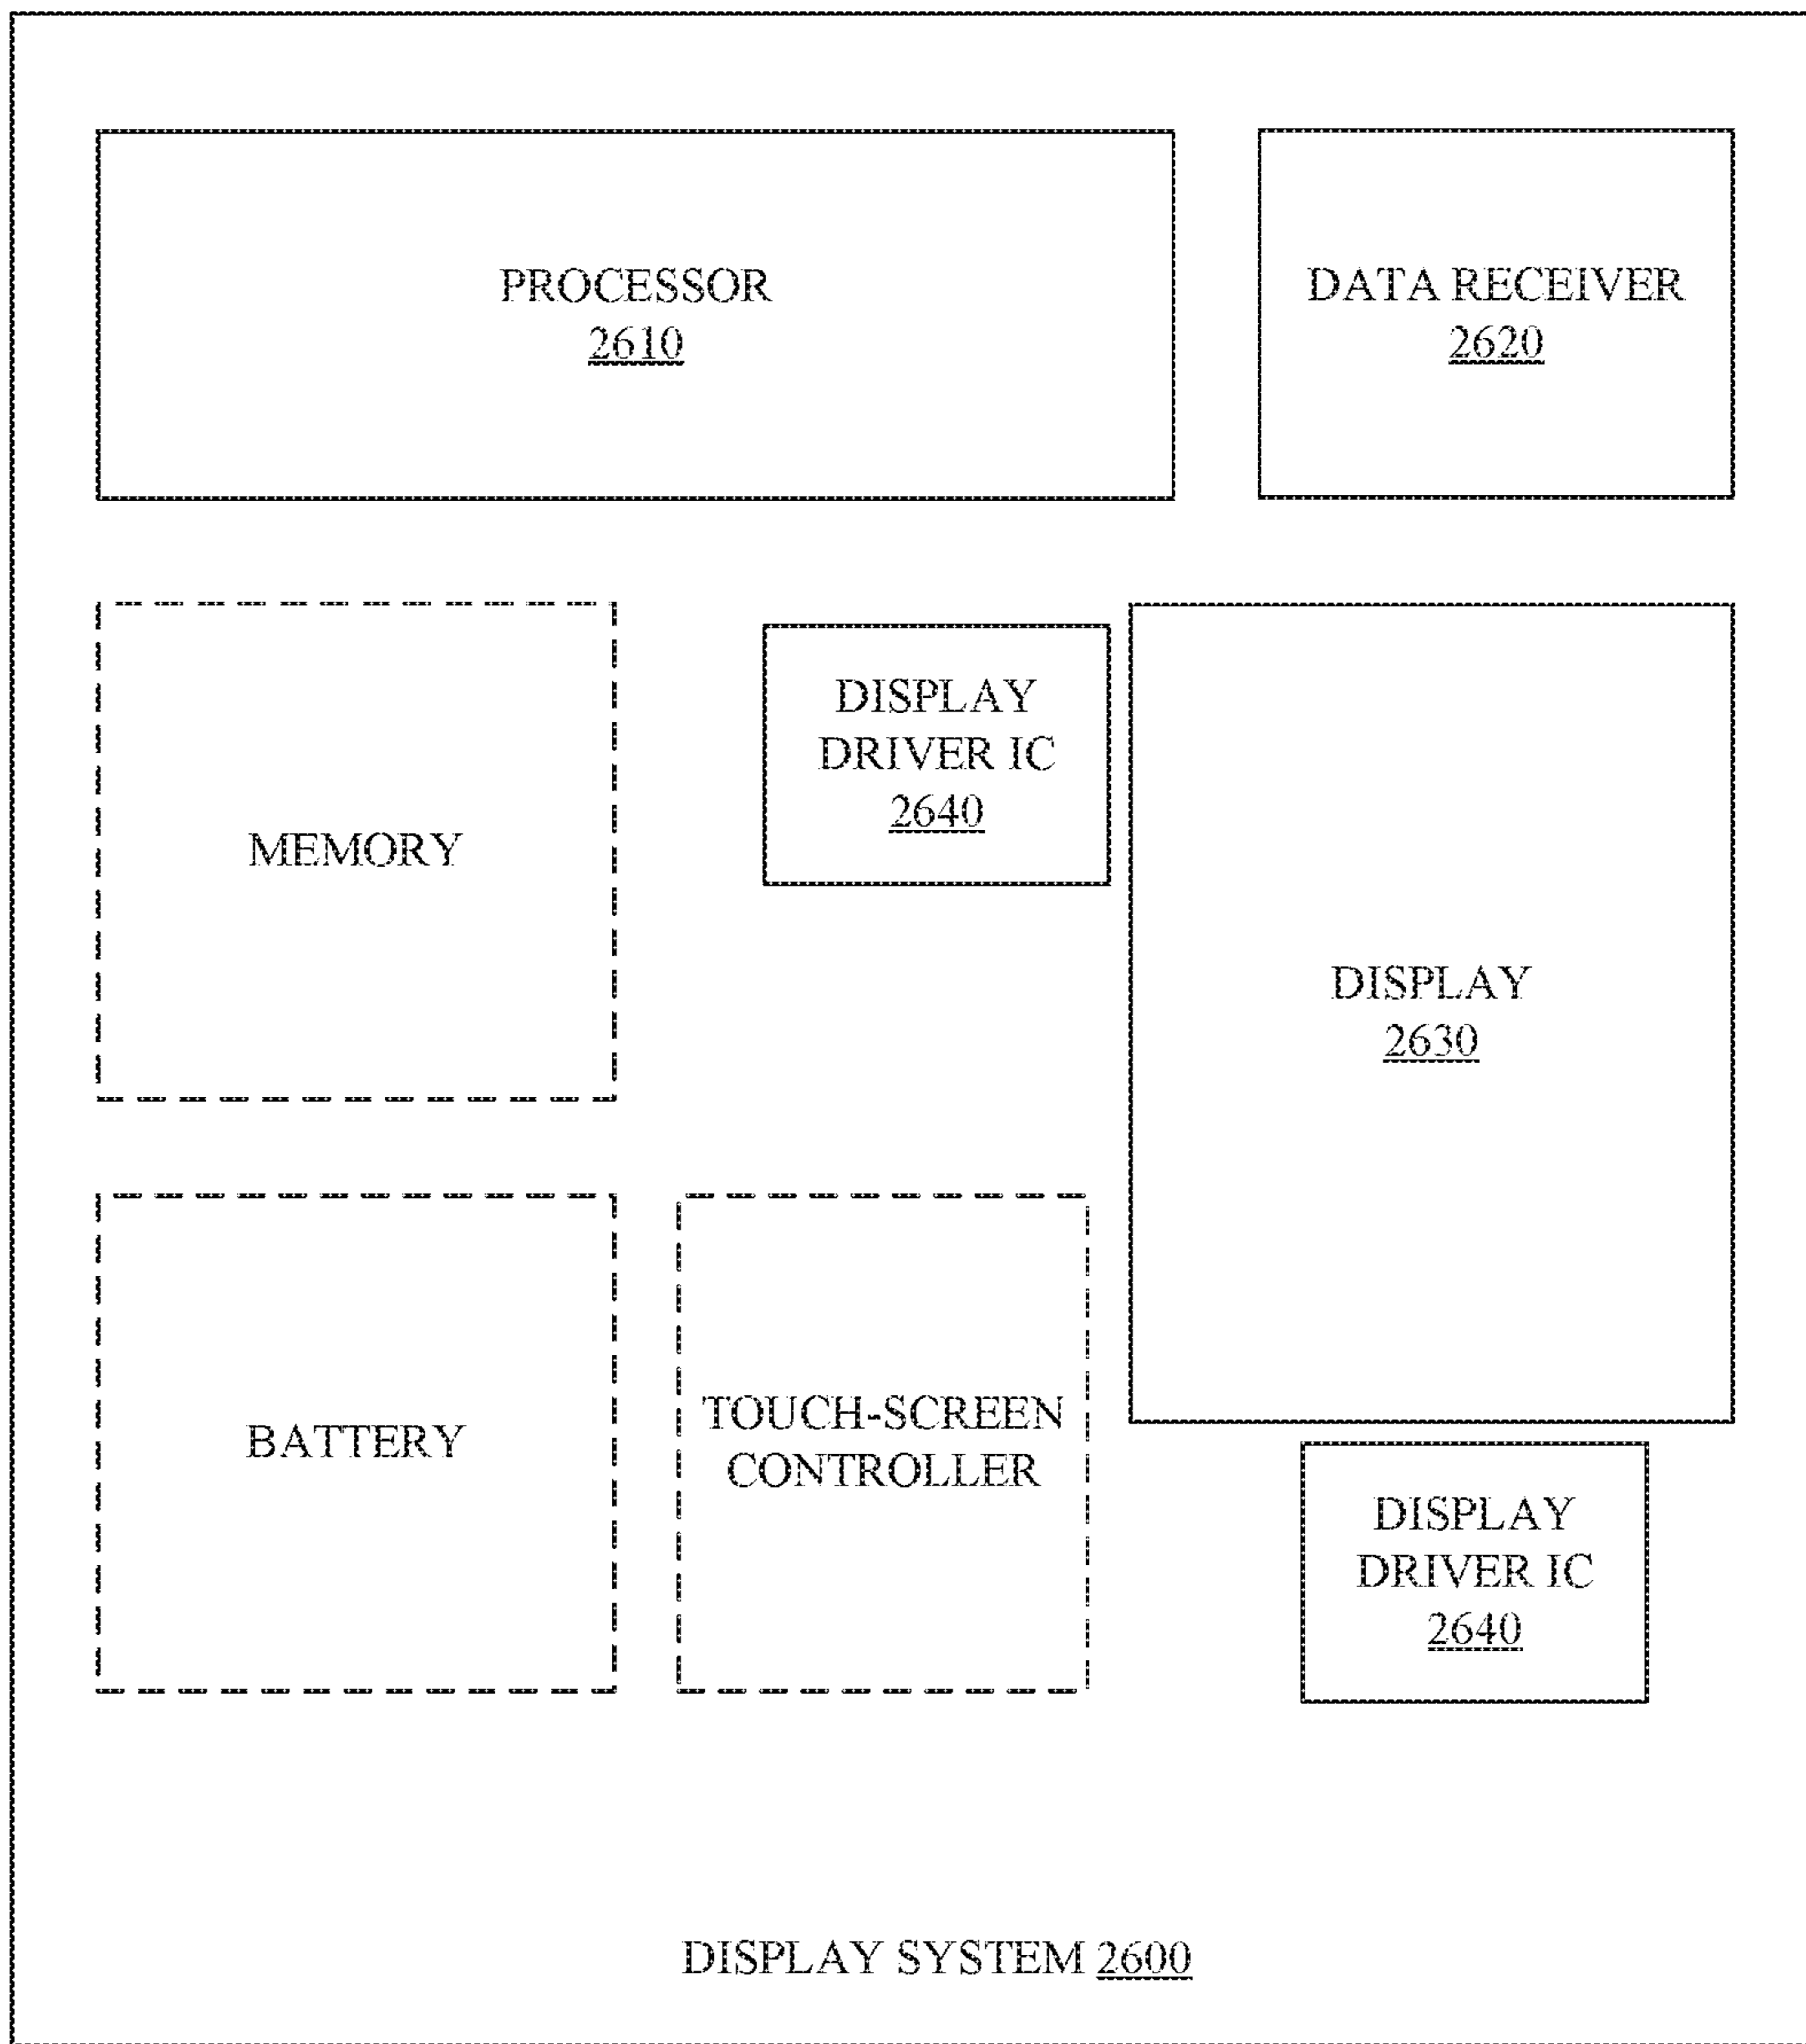 PROCESSOR
2610
DATA RECEIVER
2620
MEMORY
DISPLAY
DRIVER IC
2640
DISPLAY
2630
BATTERY
TOUCH-SCREEN
CONTROLLER
DISPLAY
DRIVER IC
2640
DISPLAY SYSTEM 2600